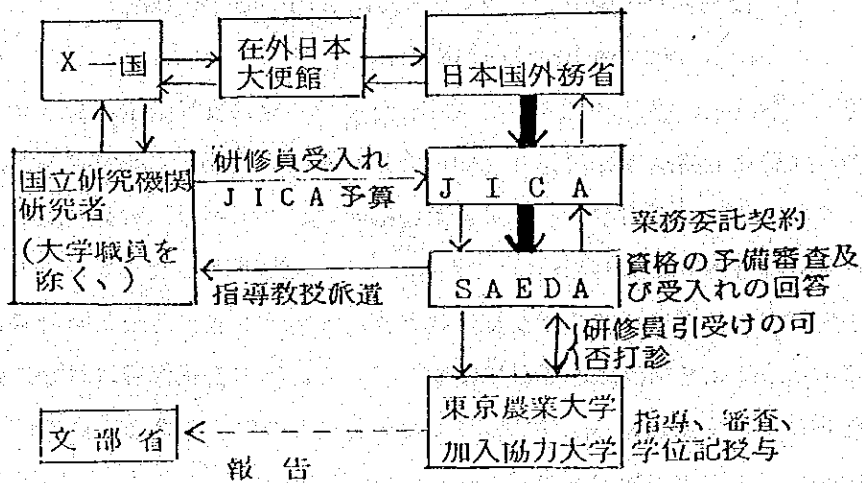 X一国
在外日本
大使館
日本国外務省
国立研究機関
研究者
(大学職員を
除く、)
研修員受入れ
JICA予算
JICA
業務委託契約
資格の予備審査及
び受入れの回答
指導教授派遣
SAEDA
研修員引受けの可
否打診
東京農業大学
加入協力大学
指導、審査、
学位記授与
文部省
報告